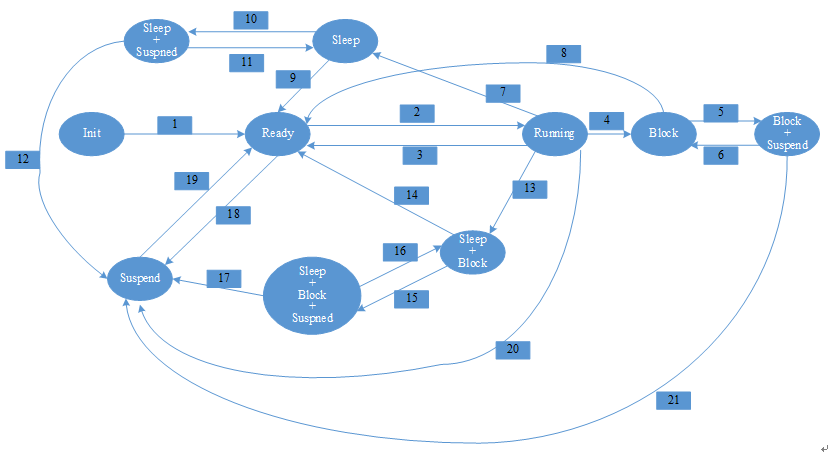 10
Sleep
+
Suspned
Sleep
11
8
9
7
1
2
4
5
Init
Ready
Running
Block
Block
+
Suspend
3
6
12
19
14
13
18
Sleep
+
Block
16
Suspend
17
Sleep
+
Block
+
Suspned
15
20
21